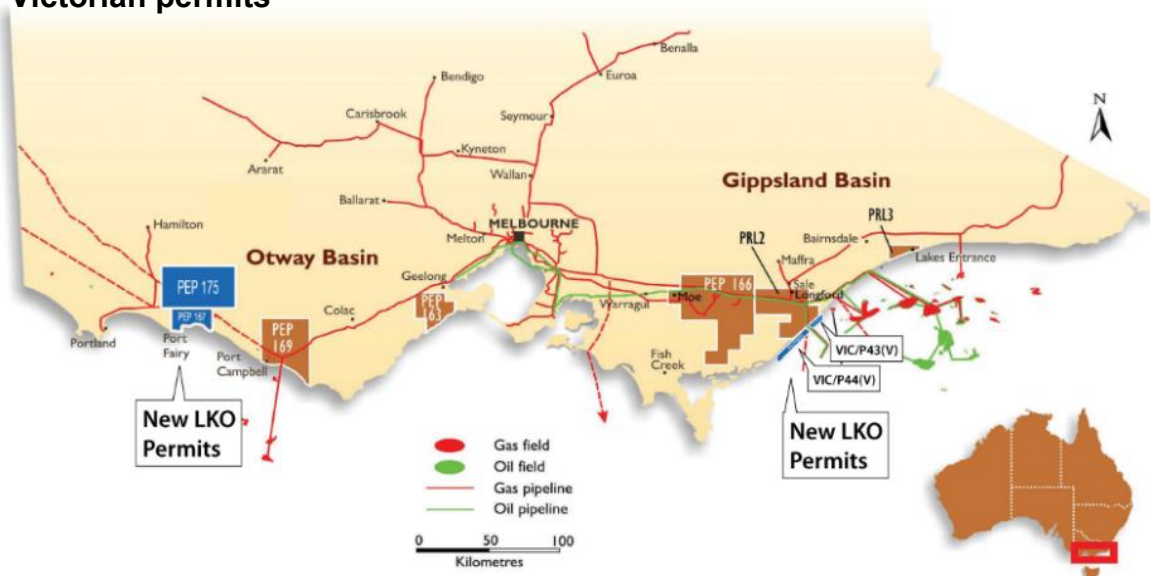 Victorian permits
Benalla
Bendigo
Euroa
N
Carisbrook
Seymour
Kyneton
Ararat
Wallan
Gippsland Basin
Ballarat
PRL3
MELBOURNE
Hamilton
Melton
PRL2
Bairnsdale
Otway Basin
Maffra
Lakes Entrance
Geelong
PEP 175
PEP 166
Sale
Moe
Longford
PEP
163
Warragul
Colac
PEP 167
PEP
169
Portland
Port
Fairy
VIC/P43(V)
Port
Campbell
Fish
Creek
VIC/P44(V)
New LKO
Permits
New LKO
Permits
Gas field
Oil field
Gas pipeline
Oil pipeline
0 50 100
Kilometres